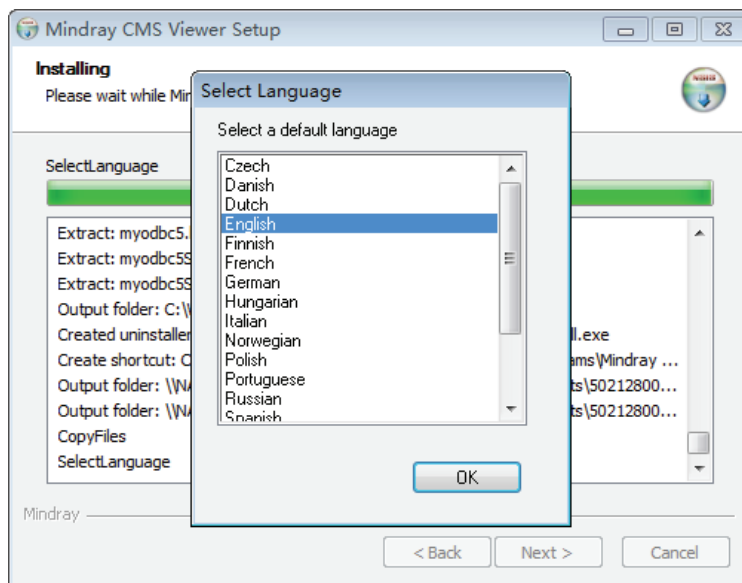 Mindray CMS Viewer Setup
Installing
Please wait while Min
Select Language
Select a default language
Czech
Danish
Dutch
English
Finnish
French
German
Hungarian
Italian
Norwegian
Polish
Portuguese
Russian
Spanish
OK
SelectLanguage
Extract: myodbc5.
Extract: myodbc5S
Extract: myodbc5S
Output folder: C:\
Created uninstaller ll.exe
Create shortcut: C ams\Mindray ...
Output folder: \\NA ts\50212800...
Output folder: \\NA ts\50212800...
CopyFiles
SelectLanguage
Mindray
< Back
Next >
Cancel